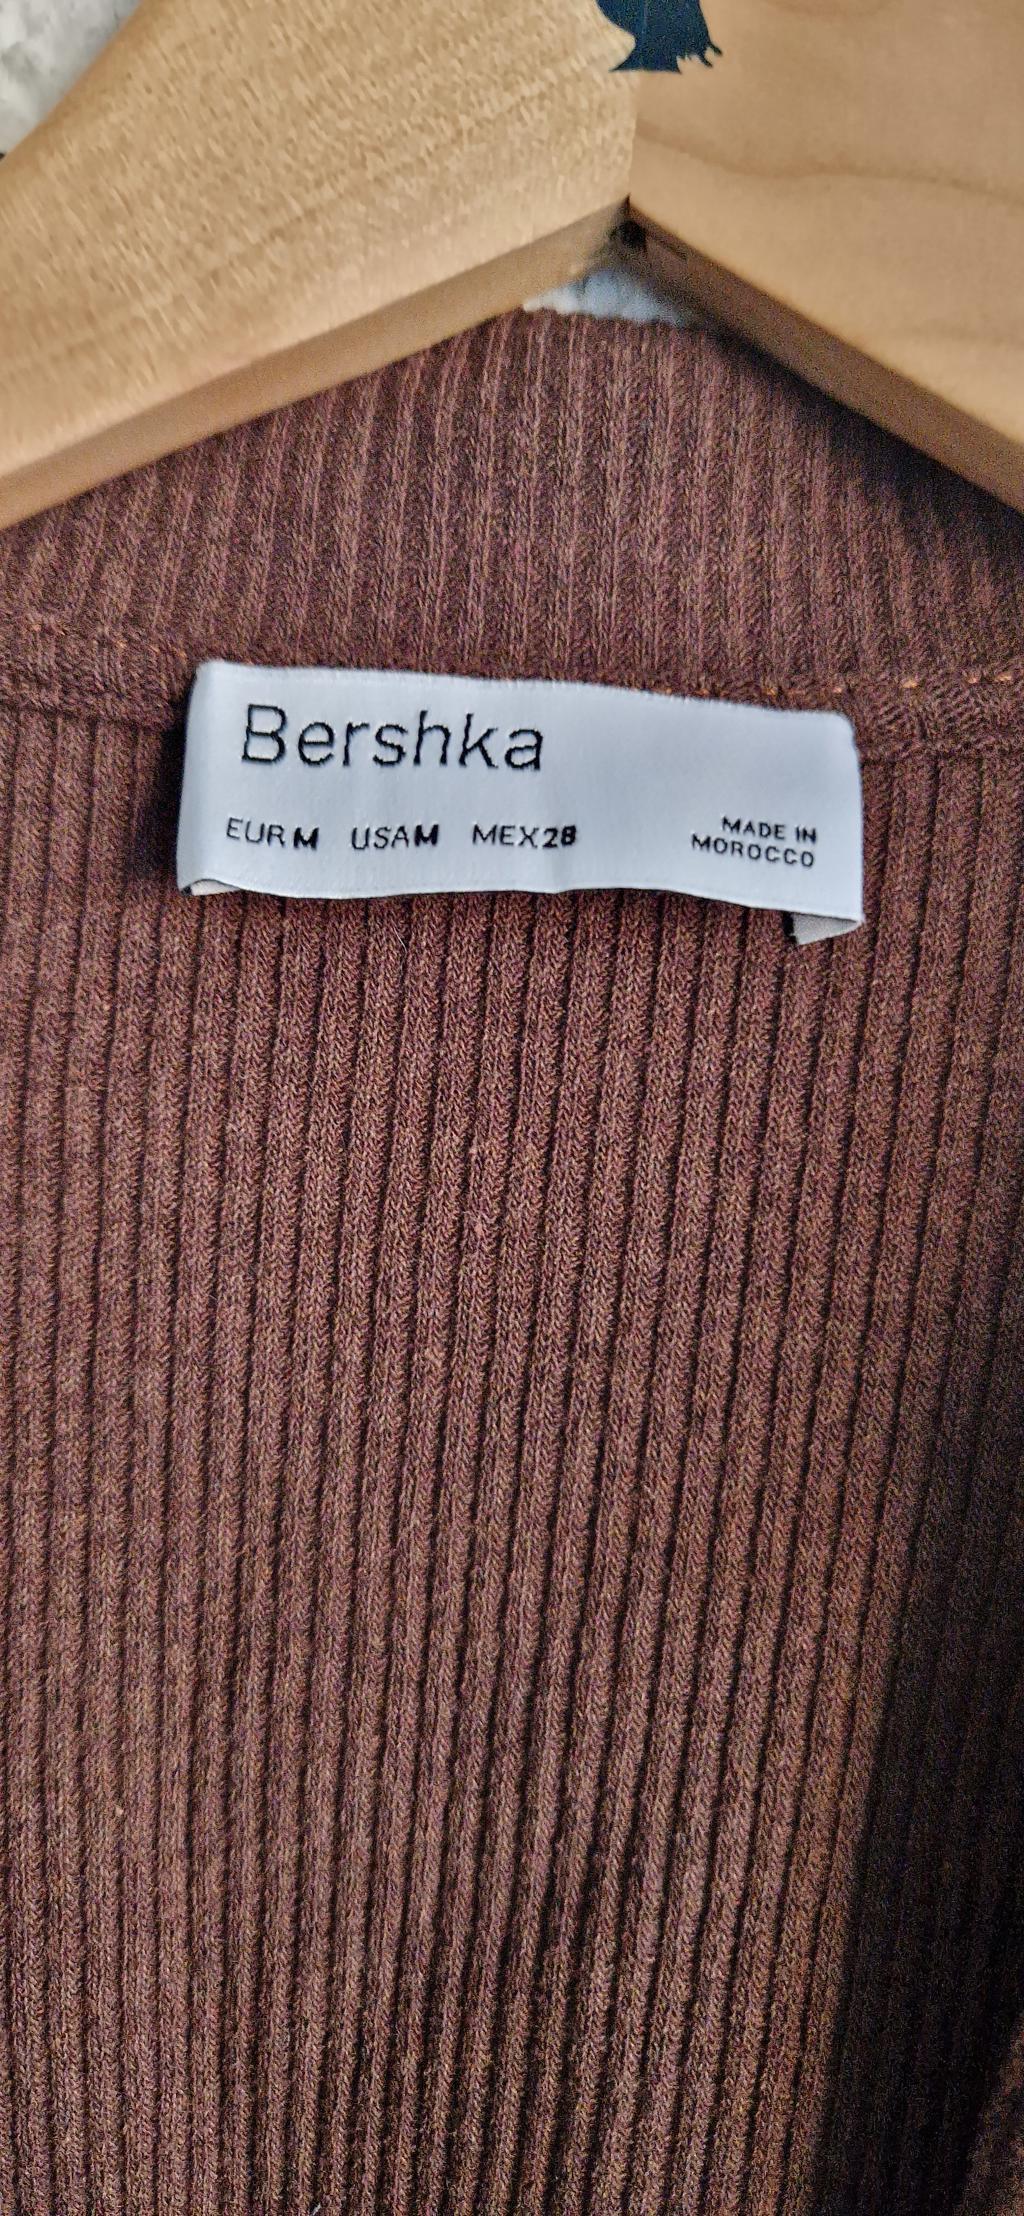 Bershka
EUR M USA M MEX 28
MADE IN
MOROCCO